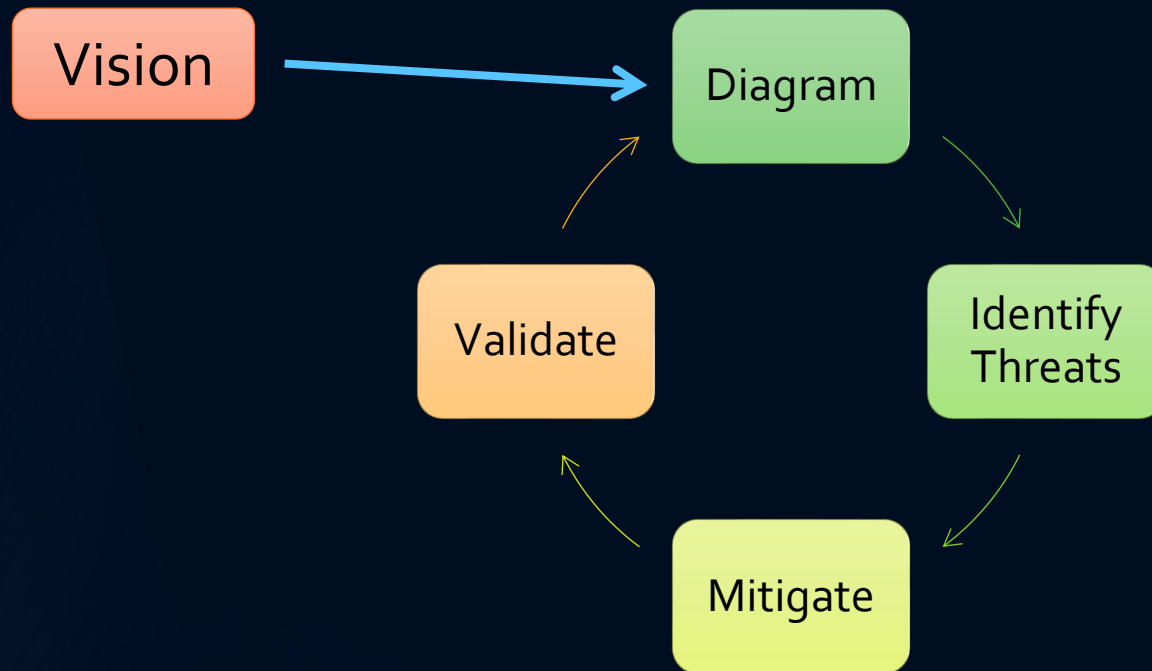 Vision
Diagram
Identify
Threats
Mitigate
Validate